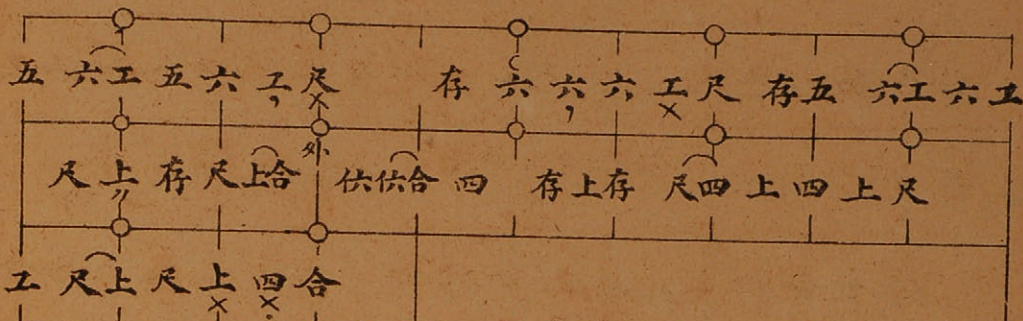 五六工五六工尺 存六六六工尺存五六工六工
尺上存尺上合 外 伬伬合四 存上存尺四上四上尺
工尺上尺上四合